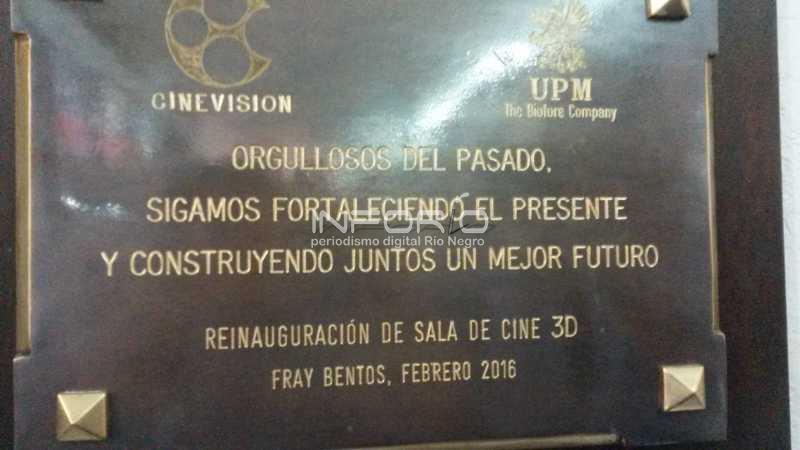 CINEVISION
UPM
The Biofore Company
ORGULLOSOS DEL PASADO,
SIGAMOS FORTALECIENDO EL PRESENTE
INFORIO
periodismo digital Río Negro
Y CONSTRUYENDO JUNTOS UN MEJOR FUTURO
REINAUGURACIÓN DE SALA DE CINE 3D
FRAY BENTOS, FEBRERO 2016